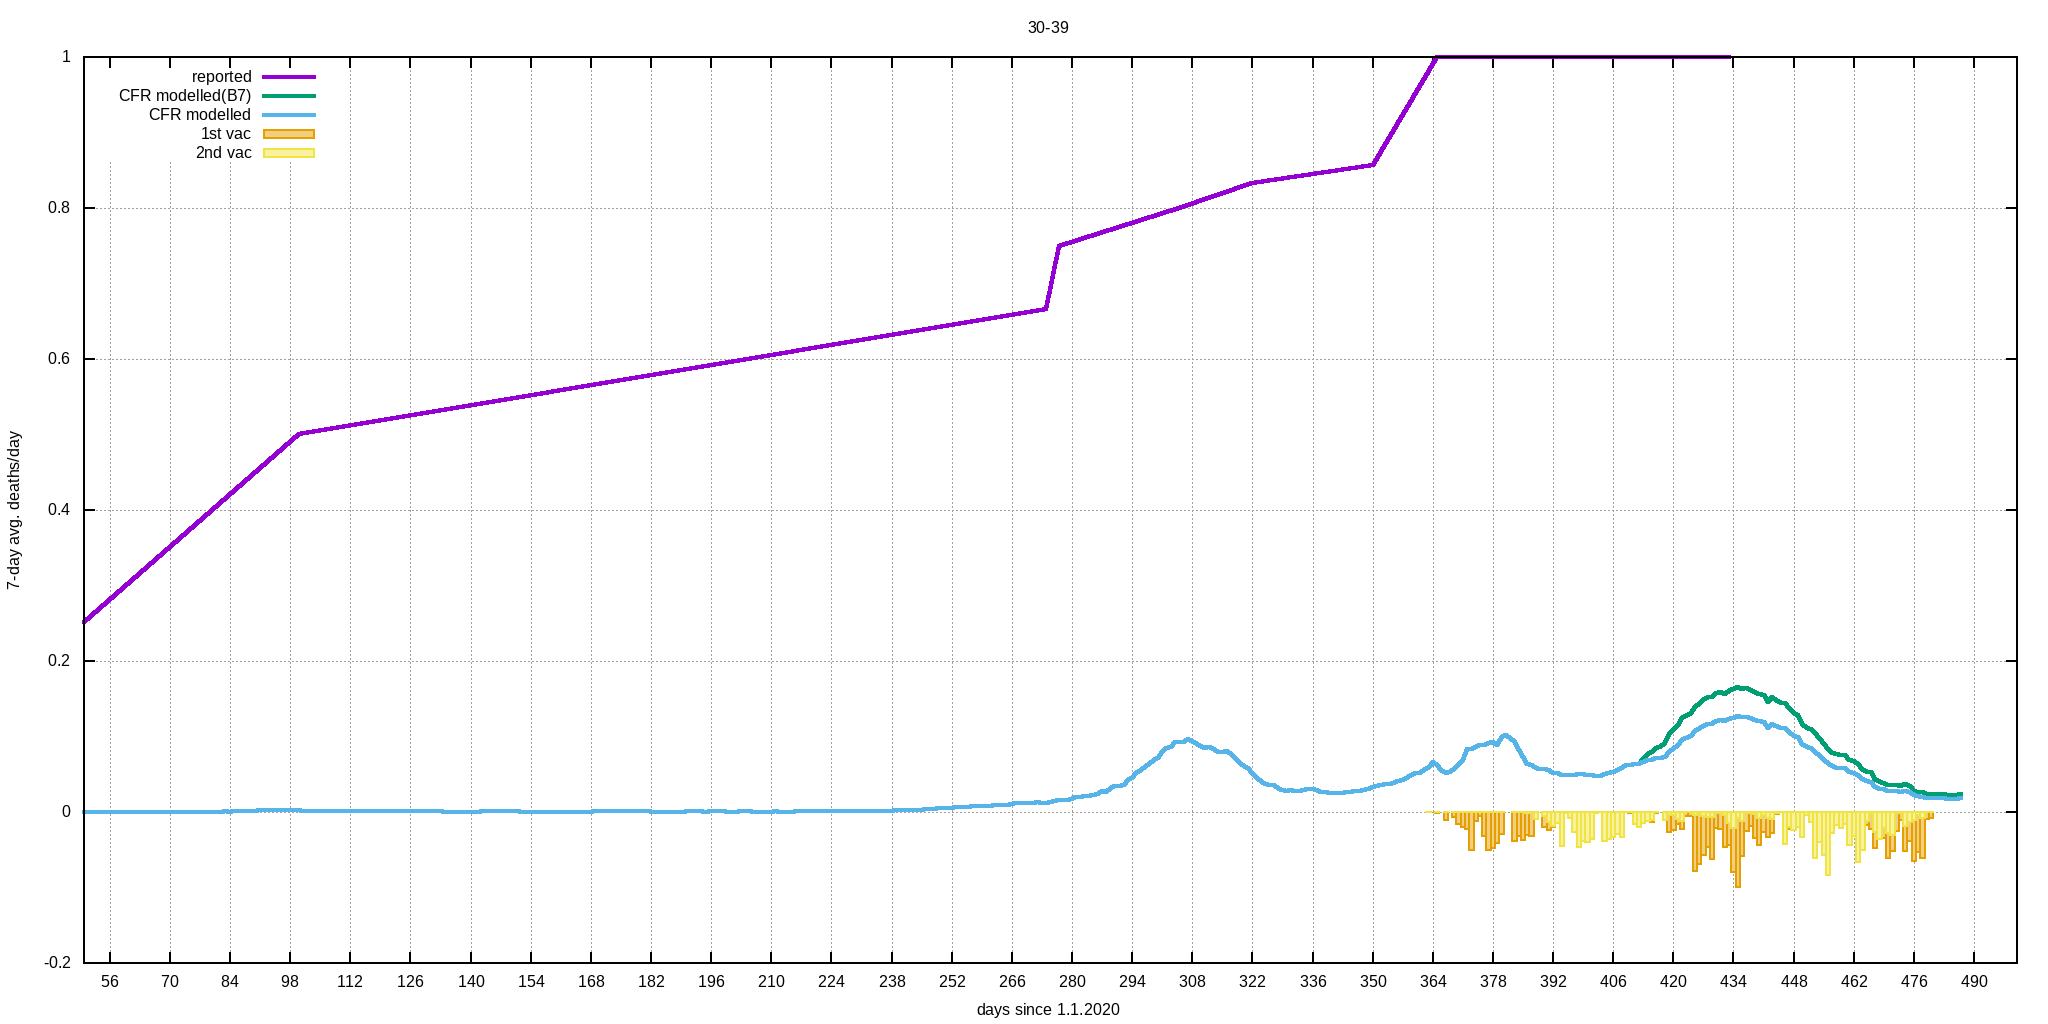 30-39
1
0.8
0.6
0.4
0.2
0
-0.2
reported
CFR modelled(B7)
CFR modelled
1st vac
2nd vac
7-day avg. deaths/day
56 70 84 98 112 126 140 154 168 182 196 210 224 238 252 266 280 294 308 322 336 350 364 378 392 406 420 434 448 462 476 490
days since 1.1.2020